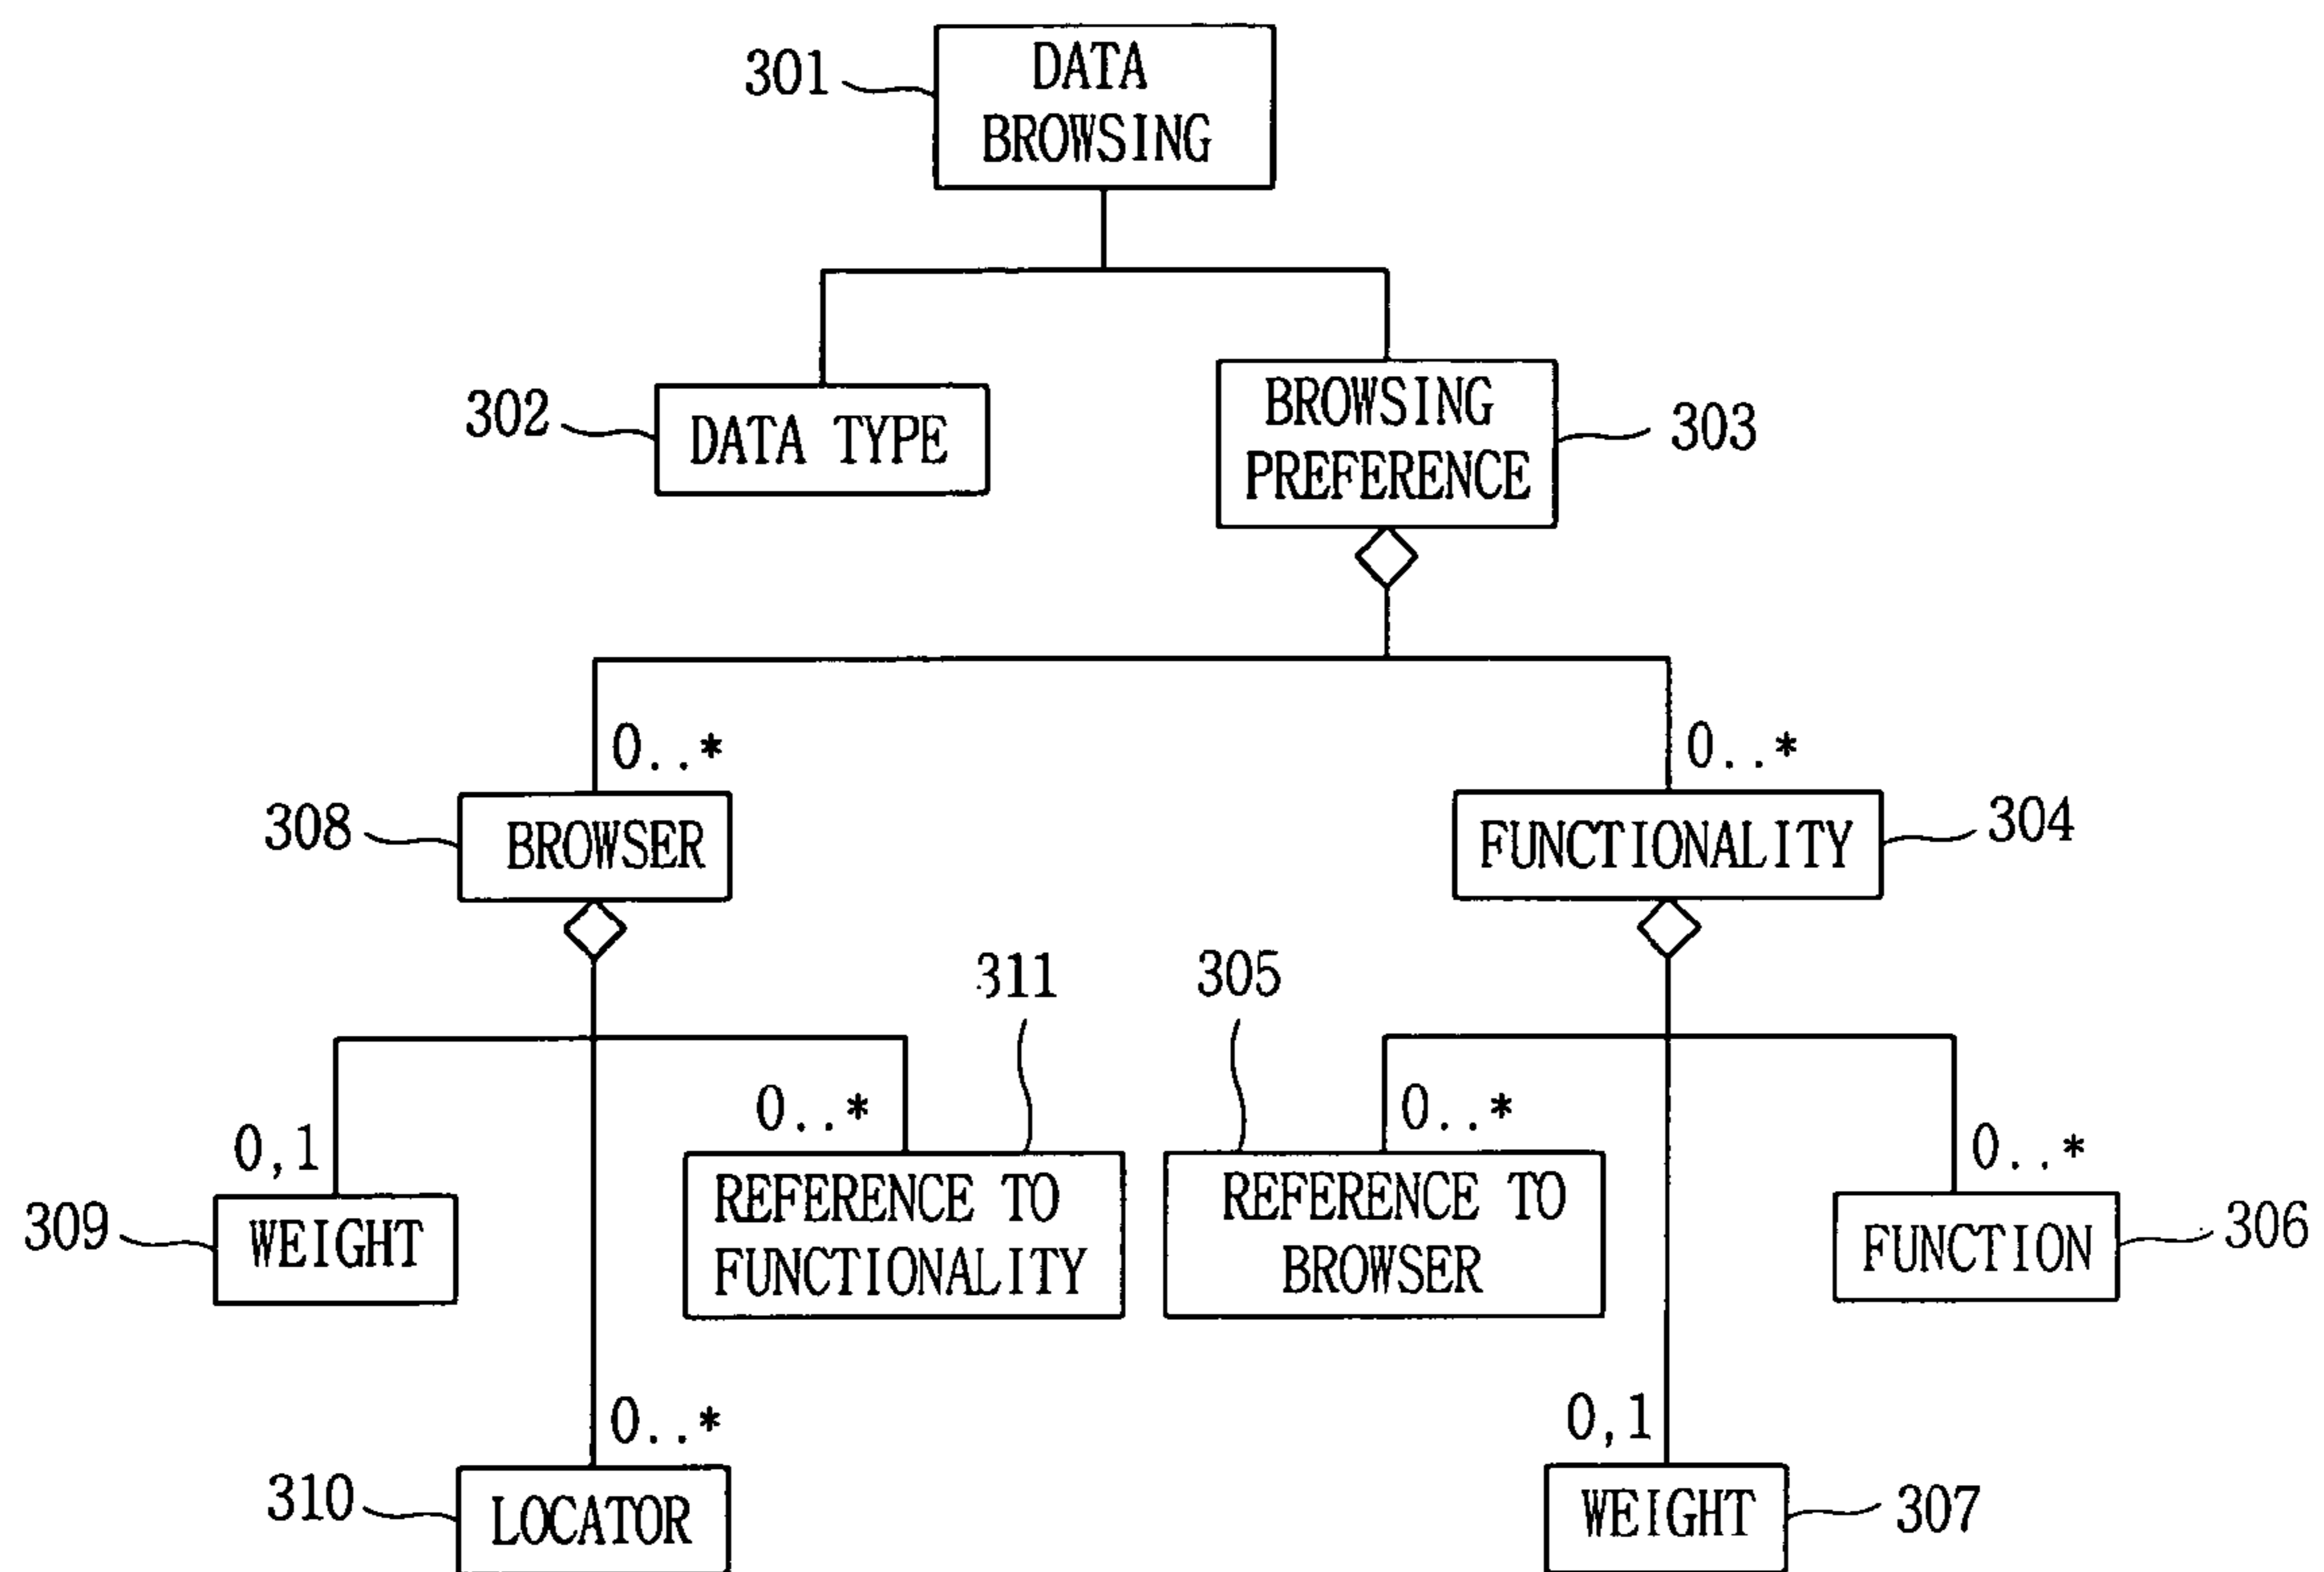 301
DATA
BROWSING
302
DATA TYPE
BROWSING
PREFERENCE
303
0..*
0..*
308
BROWSER
FUNCTIONALITY
304
311
305
0..*
0..*
0,1
0..*
309
WEIGHT
REFERENCE TO
FUNCTIONALITY
REFERENCE TO
BROWSER
FUNCTION
306
0..*
0,1
310
LOCATOR
WEIGHT
307